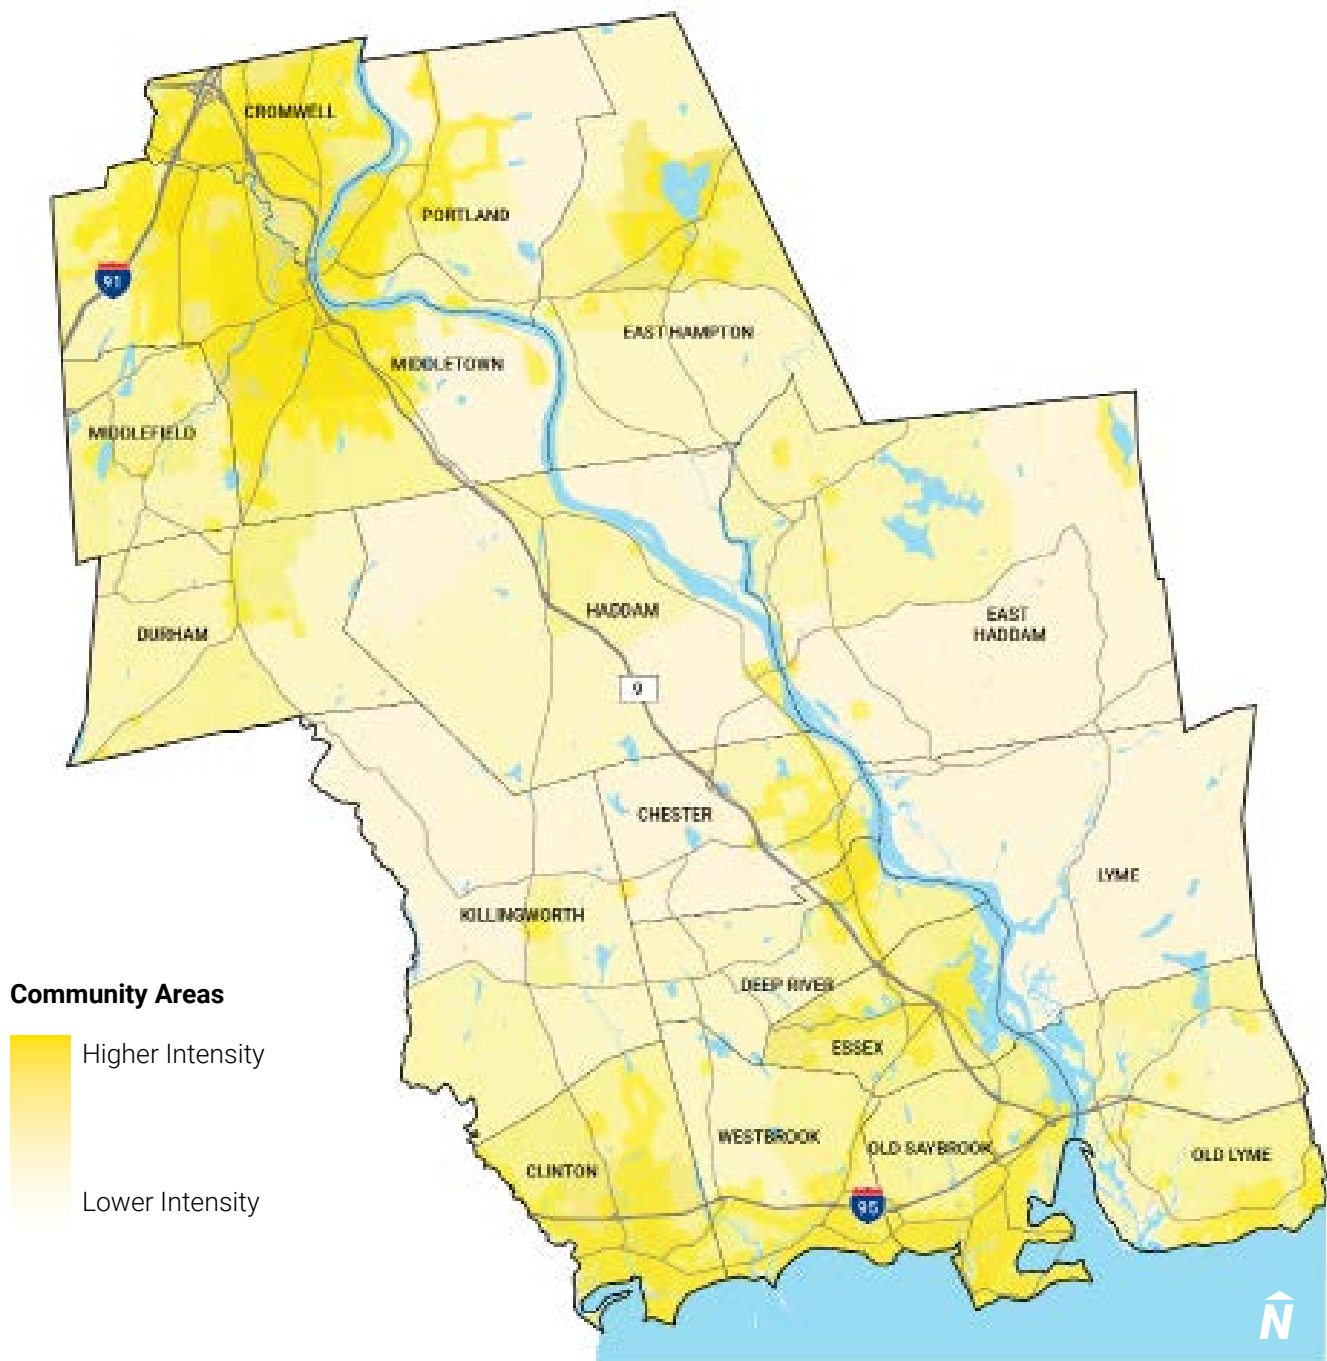 CROMWELL
PORTLAND
91
EAST HAMPTON
MIDDLETOWN
MIDDLEFIELD
HADDAM
EAST
HADDAM
DURHAM
9
CHESTER
LYME
KILLINGWORTH
DEEP RIVER
Community Areas
Higher Intensity
ESSEX
WESTBROOK
OLD SAYBROOK
OLD LYME
CLINTON
Lower Intensity
95
N